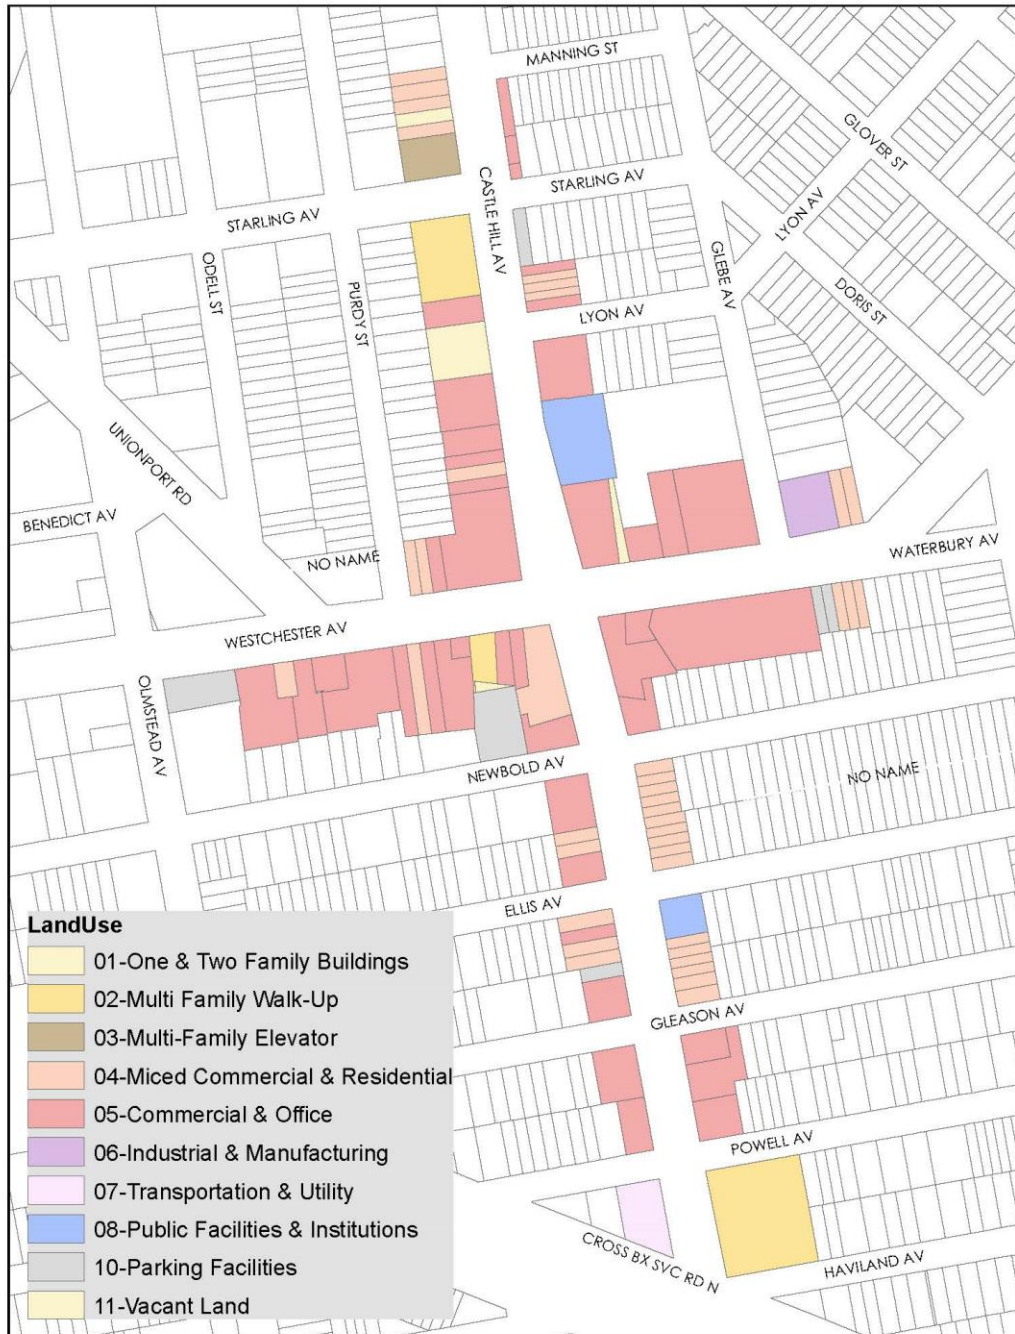 MANNING ST
GLOVER ST
STARLING AV
CASTLE HILL AV
LYON AV
STARLING AV
ODELL ST
PURDY ST
GLEBE AV
DORIS ST
LYON AV
UNIONPORT RD
BENEDICT AV
NO NAME
WATERBURY AV
WESTCHESTER AV
OLMSTEAD AV
NEWBOLD AV
NO NAME
ELLIS AV
LandUse
01-One & Two Family Buildings
02-Multi Family Walk-Up
03-Multi-Family Elevator
04-Miced Commercial & Residential
05-Commercial & Office
06-Industrial & Manufacturing
07-Transportation & Utility
08-Public Facilities & Institutions
10-Parking Facilities
11-Vacant Land
GLEASON AV
POWELL AV
CROSS BX SVC RD N
HAVILAND AV